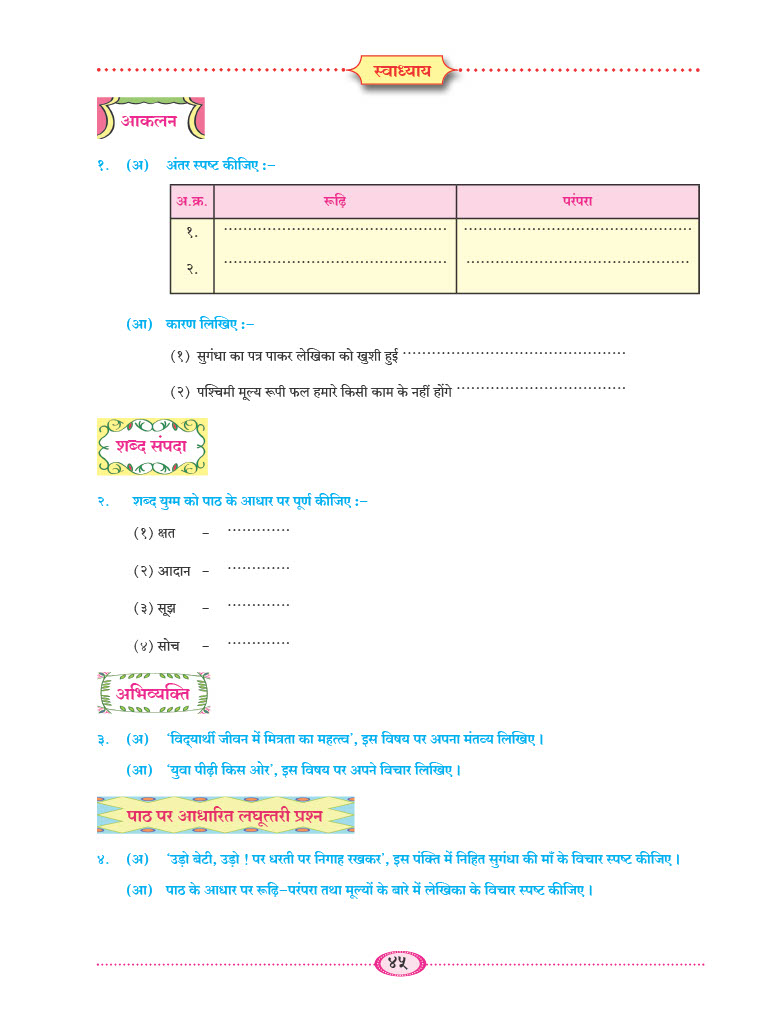 स्वाध्याय
आकलन
१. (अ) अंतर स्पष्ट कीजिए :–
अ.क्र. रूढ़ि परंपरा
१. .............................................. ...............................................
२. .............................................. ..............................................
(आ) कारण लिखिए :–
(१) सुगंधा का पत्र पाकर लेखिका को खुशी हुई ..............................................
(२) पश्चिमी मूल्य रूपी फल हमारे किसी काम के नहीं होंगे ...................................
शब्द संपदा
२. शब्द युग्म को पाठ के आधार पर पूर्ण कीजिए :–
(१) क्षत – .............
(२) आदान – .............
(३) सूझ – .............
(४) सोच – .............
अभिव्यक्ति
३. (अ) ‘विद्‌यार्थी जीवन में मित्रता का महत्त्व’, इस विषय पर अपना मंतव्य लिखिए ।
(आ) ‘युवा पीढ़ी किस ओर’, इस विषय पर अपने विचार लिखिए ।
पाठ पर आधारित लघूत्तरी प्रश्न
४. (अ) ‘उड़ो बेटी, उड़ो ! पर धरती पर निगाह रखकर’, इस पंक्ति में निहित सुगंधा की माँ के विचार स्पष्ट कीजिए ।
(आ) पाठ के आधार पर रूढ़ि–परंपरा तथा मूल्यों के बारे में लेखिका के विचार स्पष्ट कीजिए ।
४५